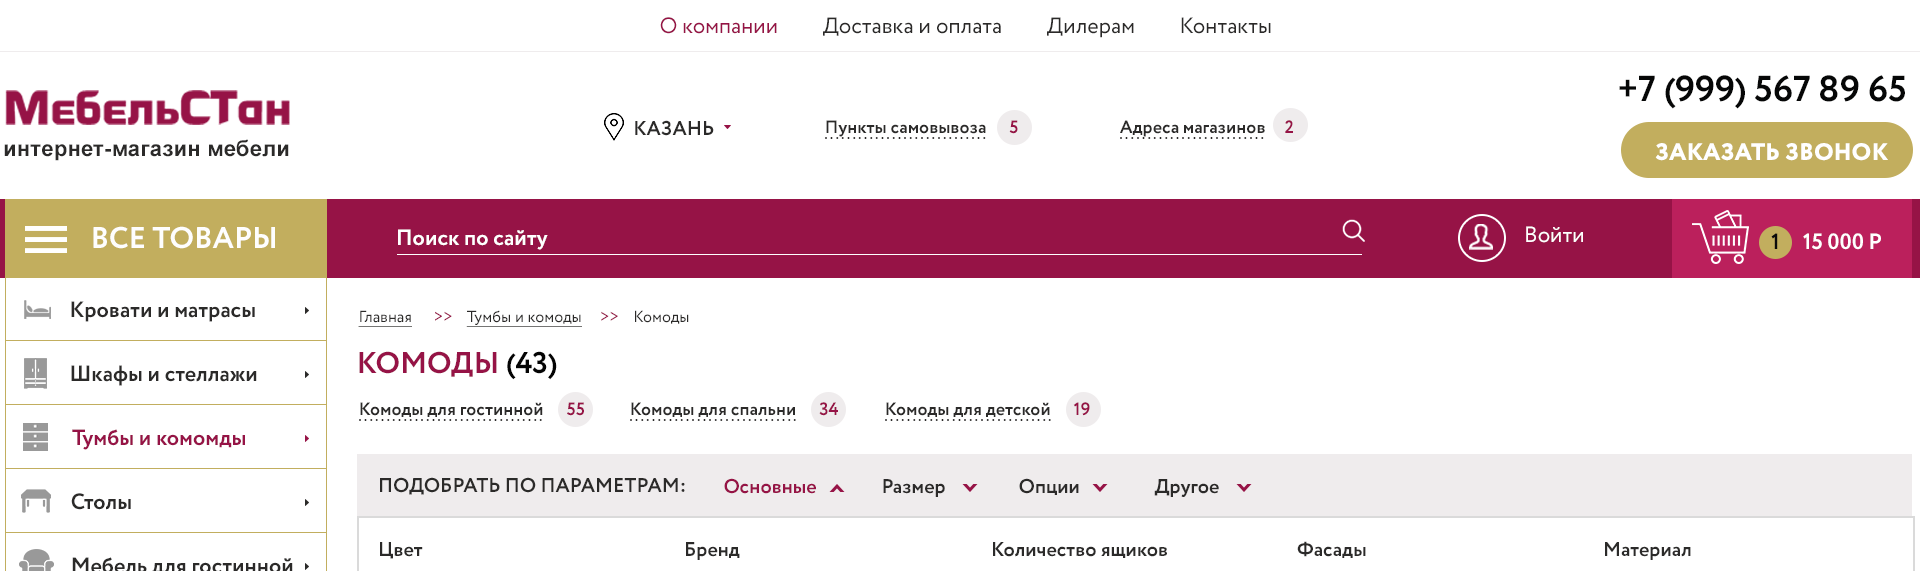 О компании Доставка и оплата Дилерам Контакты
МебельСТан
интернет-магазин мебели
КАЗАНЬ Пункты самовывоза 5 Адреса магазинов 2
+7 (999) 567 89 65
ЗАКАЗАТЬ ЗВОНОК
ВСЕ ТОВАРЫ Поиск по сайту Войти 1 15 000 Р
Кровати и матрасы
Шкафы и стеллажи
Тумбы и комомды
Столы
Мебель для гостинной
Главная >> Тумбы и комоды >> Комоды
КОМОДЫ (43)
Комоды для гостинной 55 Комоды для спальни 34 Комоды для детской 19
ПОДОБРАТЬ ПО ПАРАМЕТРАМ: Основные Размер Опции Другое
Цвет Бренд Количество ящиков Фасады Материал